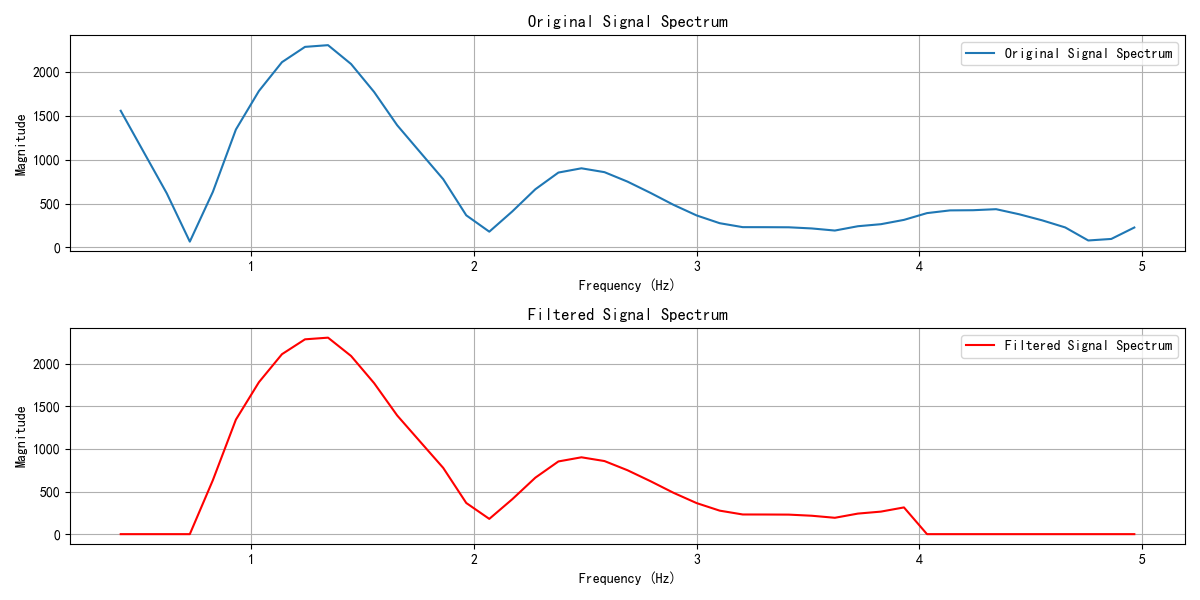 Original Signal Spectrum
Original Signal Spectrum
2000
1500
1000
500
0
Magnitude
1 2 3 4 5
Frequency (Hz)
Filtered Signal Spectrum
Filtered Signal Spectrum
2000
1500
1000
500
0
Magnitude
1 2 3 4 5
Frequency (Hz)